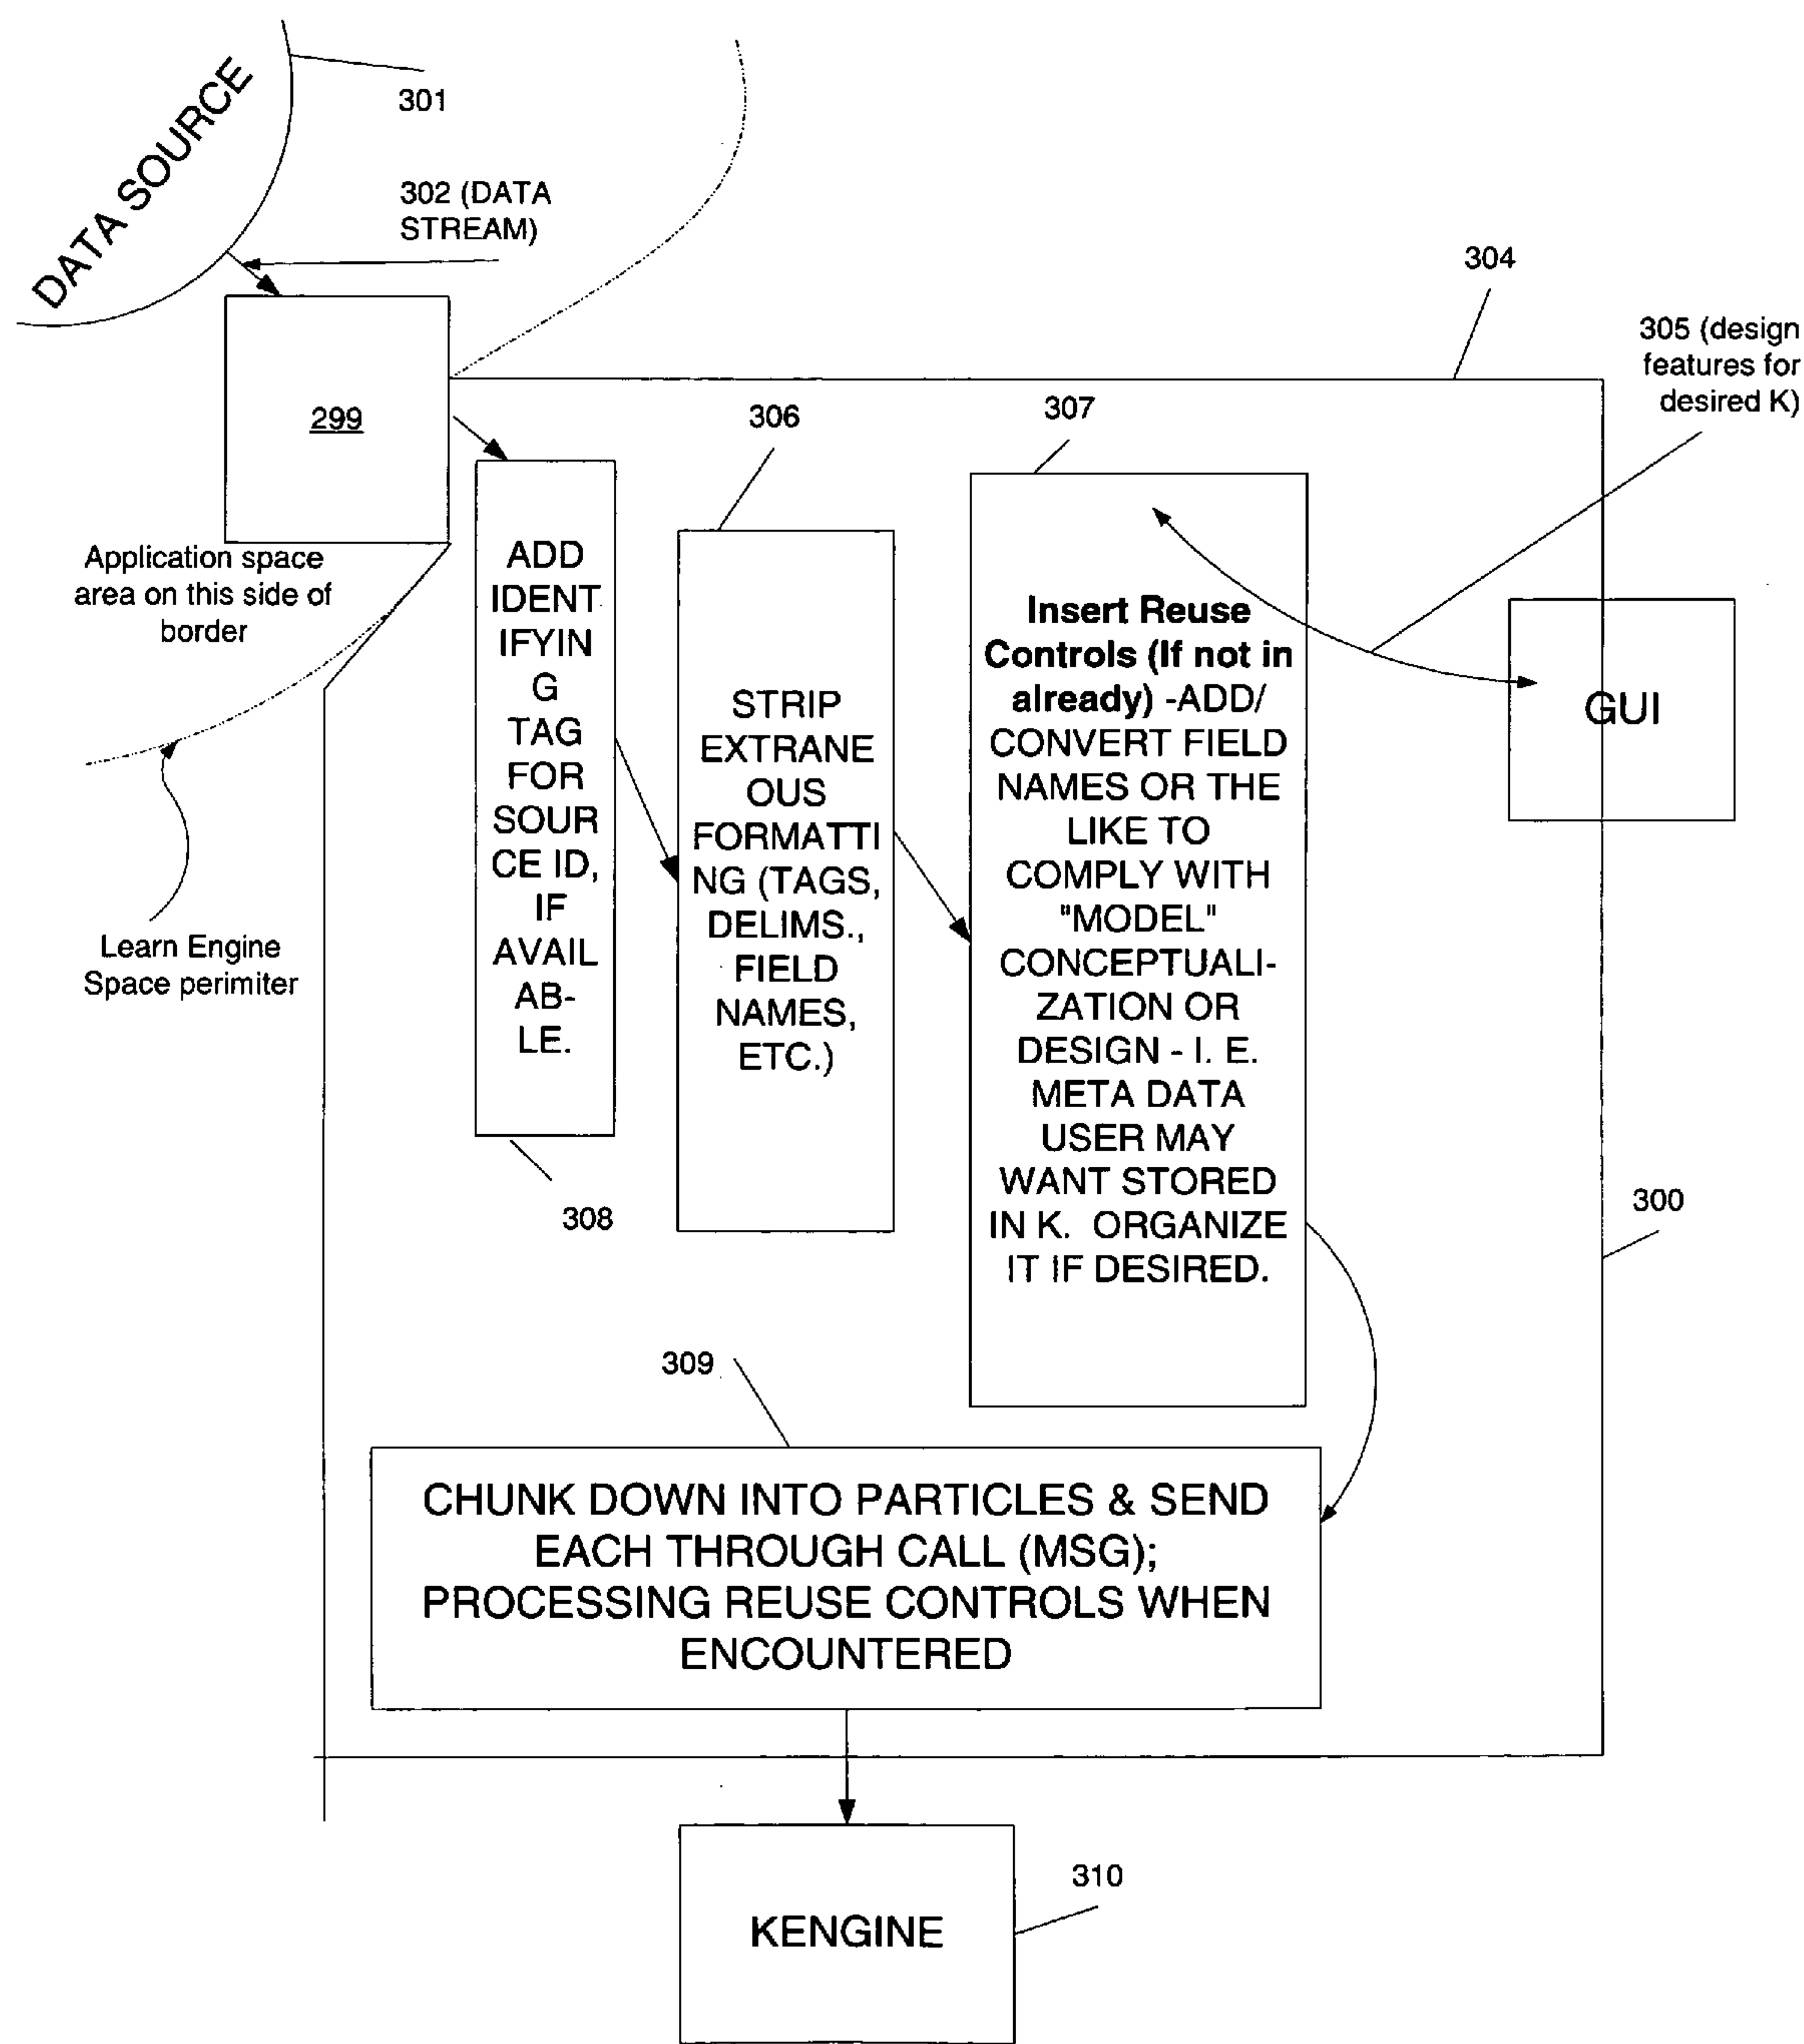 DATA SOURCE
301
302 (DATA
STREAM)
304
305 (design
features for
desired K)
299
306
307
Application space
area on this side of
border
ADD
IDENT
IFYIN
G
TAG
FOR
SOUR
CE ID,
IF
AVAIL
AB-
LE.
STRIP
EXTRANE
OUS
FORMATTI
NG (TAGS,
DELIMS.,
FIELD
NAMES,
ETC.)
Insert Reuse
Controls (If not in
already) -ADD/
CONVERT FIELD
NAMES OR THE
LIKE TO
COMPLY WITH
"MODEL"
CONCEPTUALI-
ZATION OR
DESIGN - I. E.
META DATA
USER MAY
WANT STORED
IN K. ORGANIZE
IT IF DESIRED.
GUI
Learn Engine
Space perimiter
308
300
309
CHUNK DOWN INTO PARTICLES & SEND
EACH THROUGH CALL (MSG);
PROCESSING REUSE CONTROLS WHEN
ENCOUNTERED
310
KENGINE